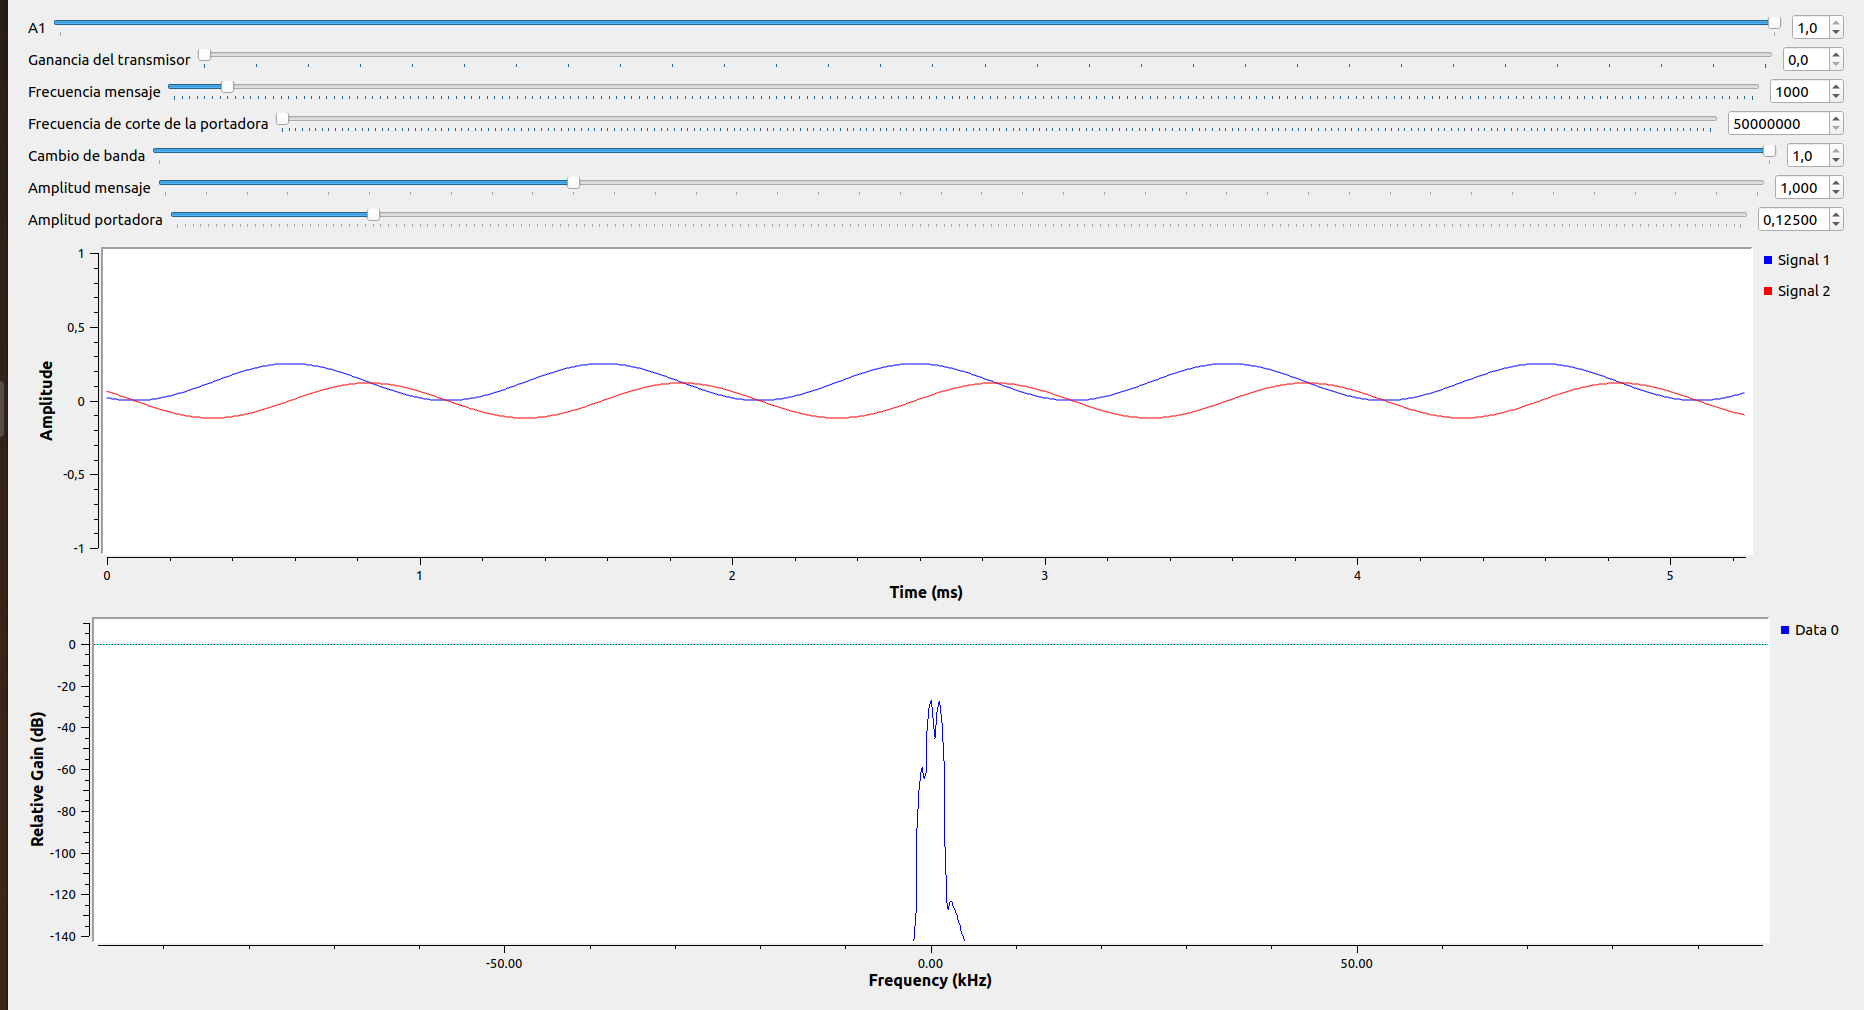 A1 1,0
Ganancia del transmisor 0,0
Frecuencia mensaje 1000
Frecuencia de corte de la portadora 50000000
Cambio de banda 1,0
Amplitud mensaje 1,000
Amplitud portadora 0,12500
1
0,5
0
-0,5
-1
Amplitude
Signal 1
Signal 2
0 1 2 3 4 5
Time (ms)
0
-20
-40
-60
-80
-100
-120
-140
Relative Gain (dB)
Data 0
-50.00 0.00 50.00
Frequency (kHz)